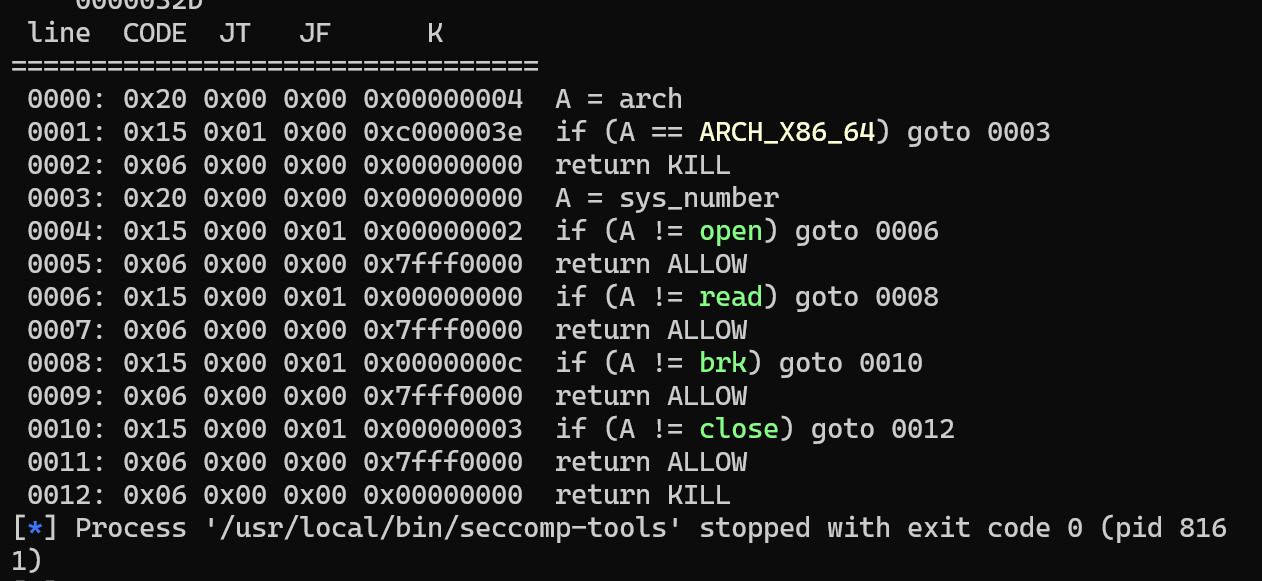 0000032D
line CODE JT JF K
=================================
0000: 0x20 0x00 0x00 0x00000004 A = arch
0001: 0x15 0x01 0x00 0xc000003e if (A == ARCH_X86_64) goto 0003
0002: 0x06 0x00 0x00 0x00000000 return KILL
0003: 0x20 0x00 0x00 0x00000000 A = sys_number
0004: 0x15 0x00 0x01 0x00000002 if (A != open) goto 0006
0005: 0x06 0x00 0x00 0x7fff0000 return ALLOW
0006: 0x15 0x00 0x01 0x00000000 if (A != read) goto 0008
0007: 0x06 0x00 0x00 0x7fff0000 return ALLOW
0008: 0x15 0x00 0x01 0x0000000c if (A != brk) goto 0010
0009: 0x06 0x00 0x00 0x7fff0000 return ALLOW
0010: 0x15 0x00 0x01 0x00000003 if (A != close) goto 0012
0011: 0x06 0x00 0x00 0x7fff0000 return ALLOW
0012: 0x06 0x00 0x00 0x00000000 return KILL
[*] Process '/usr/local/bin/seccomp-tools' stopped with exit code 0 (pid 816
1)